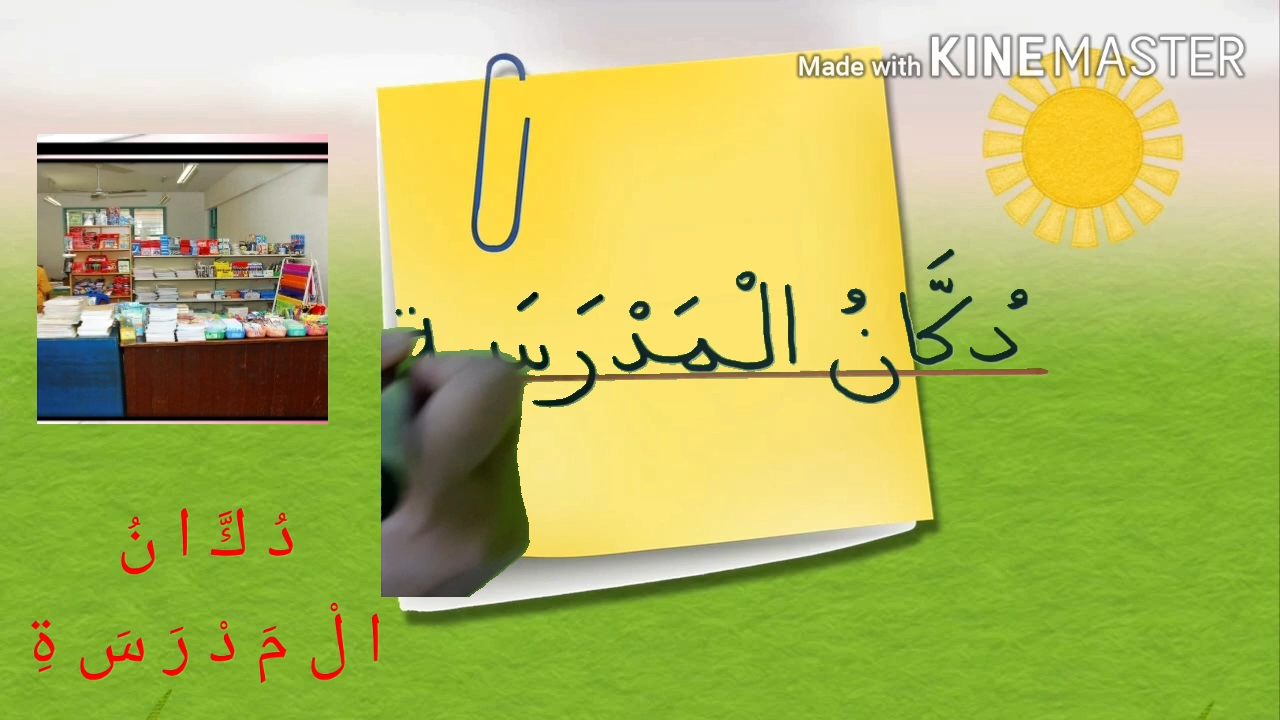 Made with KINEMASTER
دُكَّانُ الْمَدْرَسَة
دُ كَّ ا نُ
ا لْ مَ دْ رَ سَ ةِ